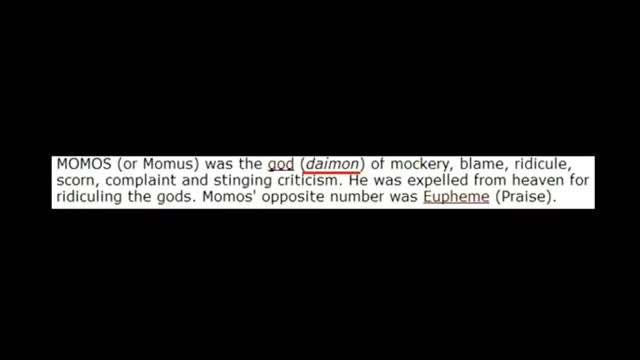 MOMOS (or Momus) was the god (daimon) of mockery, blame, ridicule,
scorn, complaint and stinging criticism. He was expelled from heaven for
ridiculing the gods. Momos' opposite number was Eupheme (Praise).